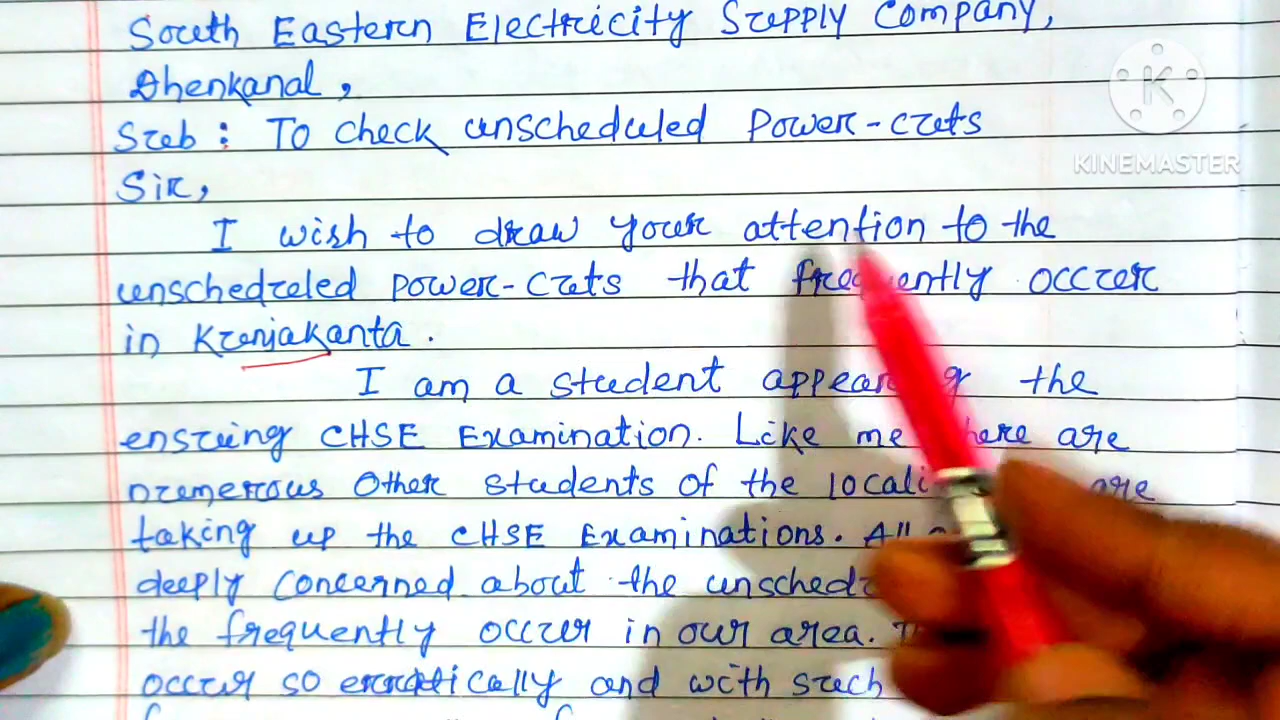 South Eastern Electricity Supply Company,
Dhenkanal,
Sub : To check unscheduled Power-cuts
Sir,
I wish to draw your attention to the
unscheduled power-cuts that frequently occur
in Kunjakanta.
I am a student the
ensuing CHSE Examination. Like me are
numerous other students of the are
taking up the CHSE Examinations. All
deeply concerned about the
the frequently occur in our area.
occur so erratically and with such
K
KINEMASTER